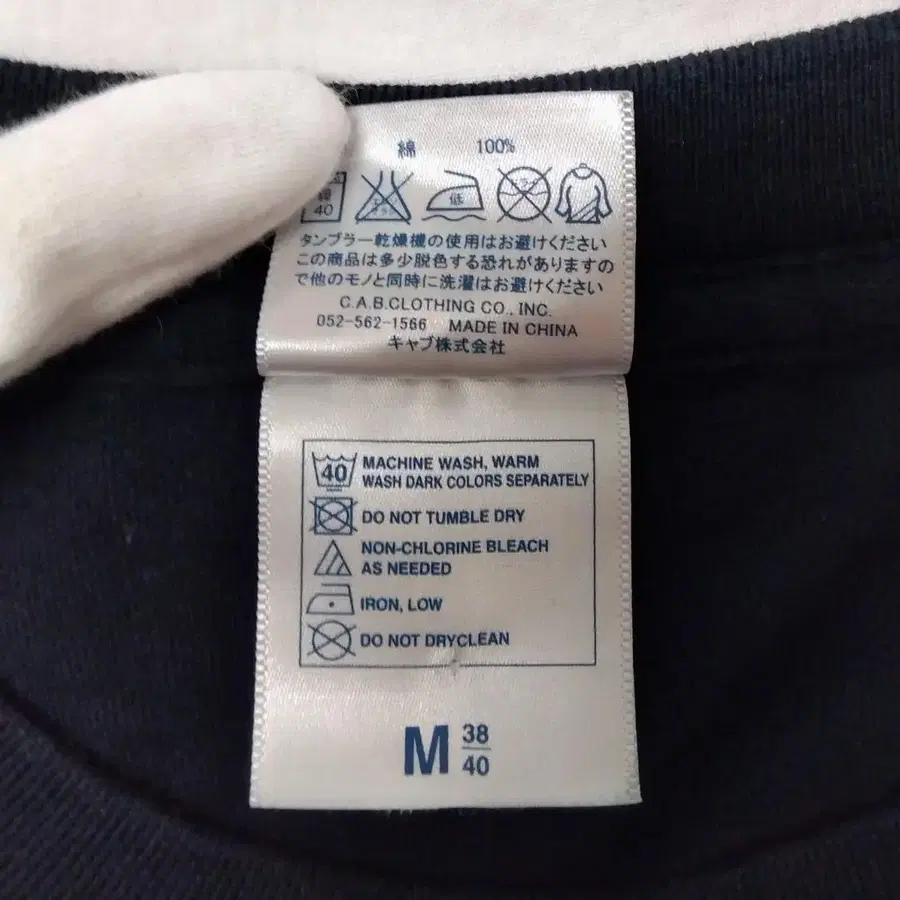 綿 100%
40
低
タンブラー乾燥機の使用はお避けください
この商品は多少脱色する恐れがありますの
で他のモノと同時に洗濯はお避けください
C.A.B.CLOTHING CO., INC.
052-562-1566 MADE IN CHINA
キャブ株式会社
40 MACHINE WASH, WARM
WASH DARK COLORS SEPARATELY
DO NOT TUMBLE DRY
NON-CHLORINE BLEACH
AS NEEDED
IRON, LOW
DO NOT DRYCLEAN
M 38
40